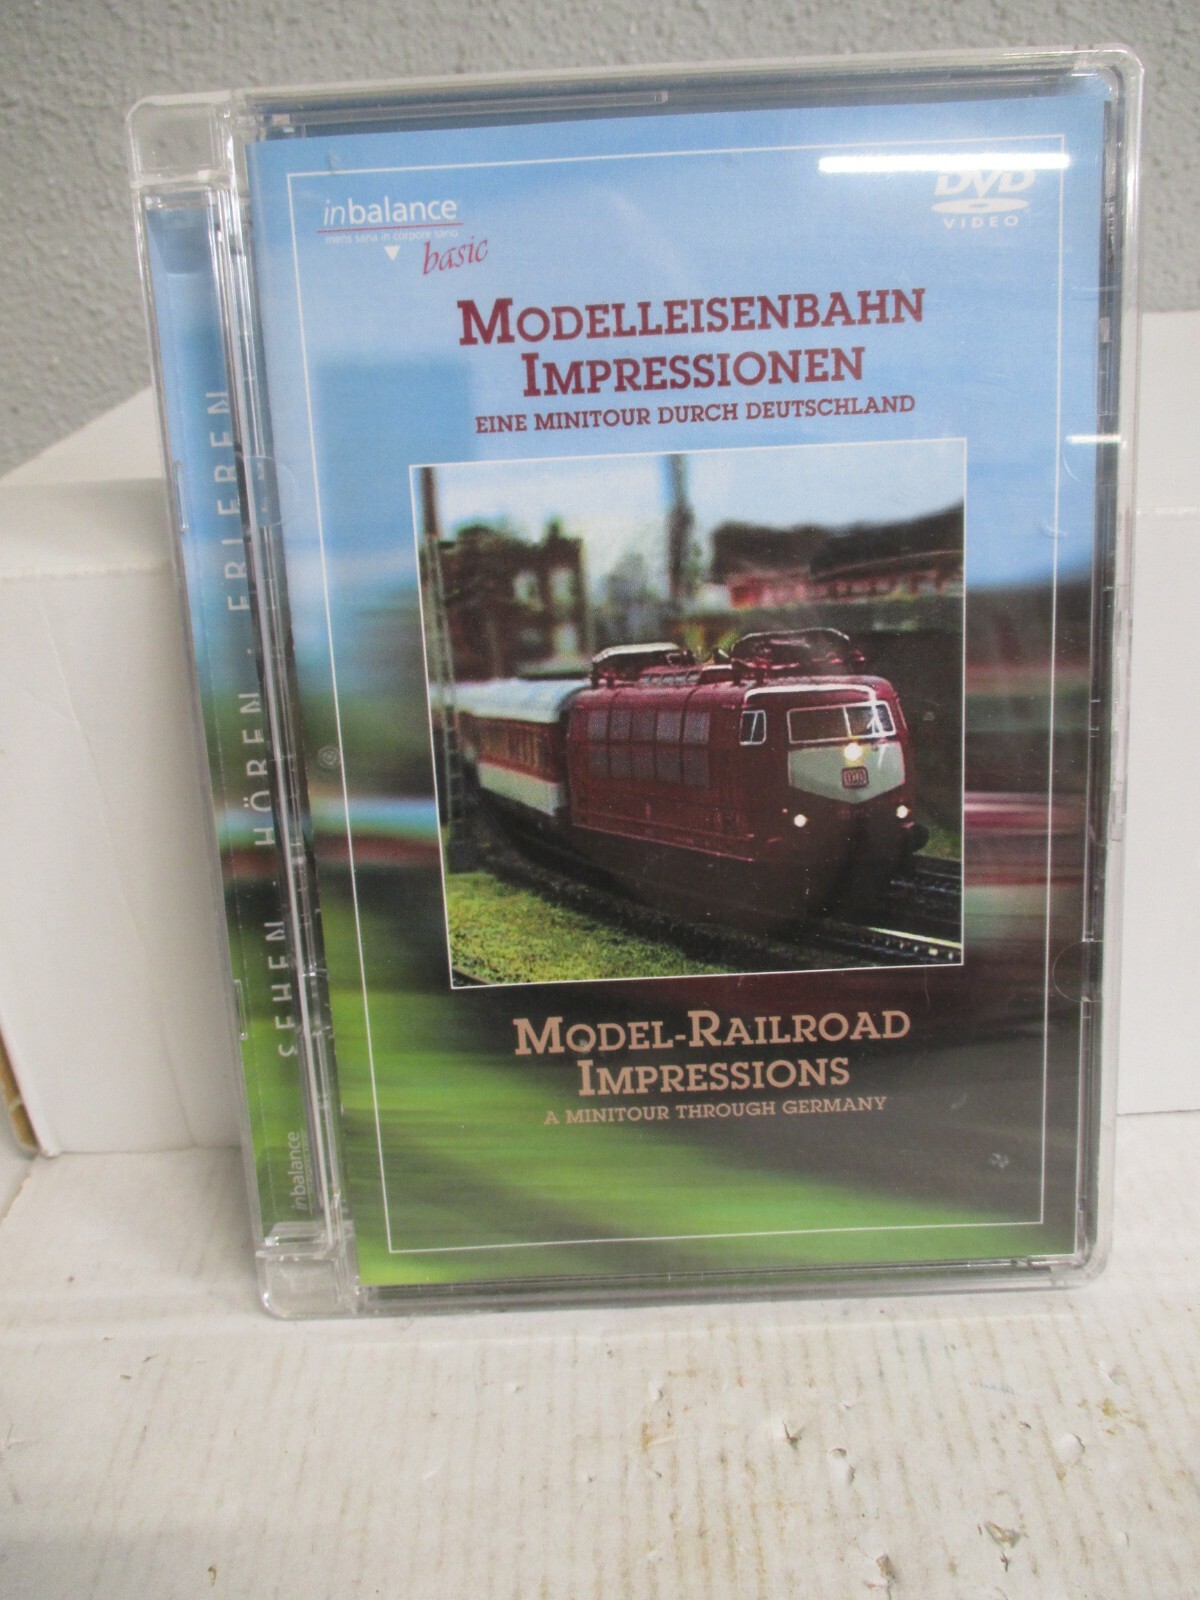 inbalance
mens sana in corpore sano
basic
DVD
VIDEO
MODELLEISENBAHN
IMPRESSIONEN
EINE MINITOUR DURCH DEUTSCHLAND
DB
MODEL-RAILROAD
IMPRESSIONS
A MINITOUR THROUGH GERMANY
SEHEN · HÖREN · ERLEBEN
inbalance